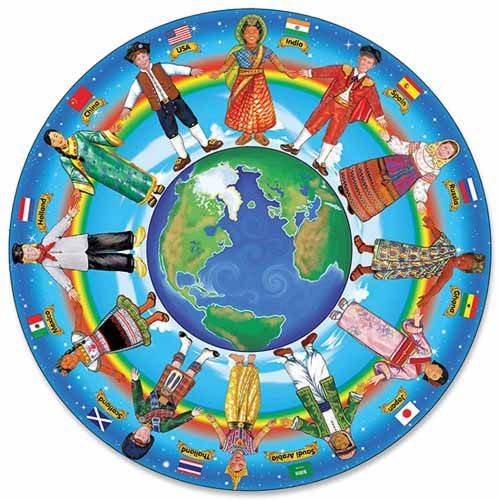 India
Spain
Russia
Ghana
Japan
Saudi Arabia
Thailand
Scotland
Mexico
Holland
China
USA